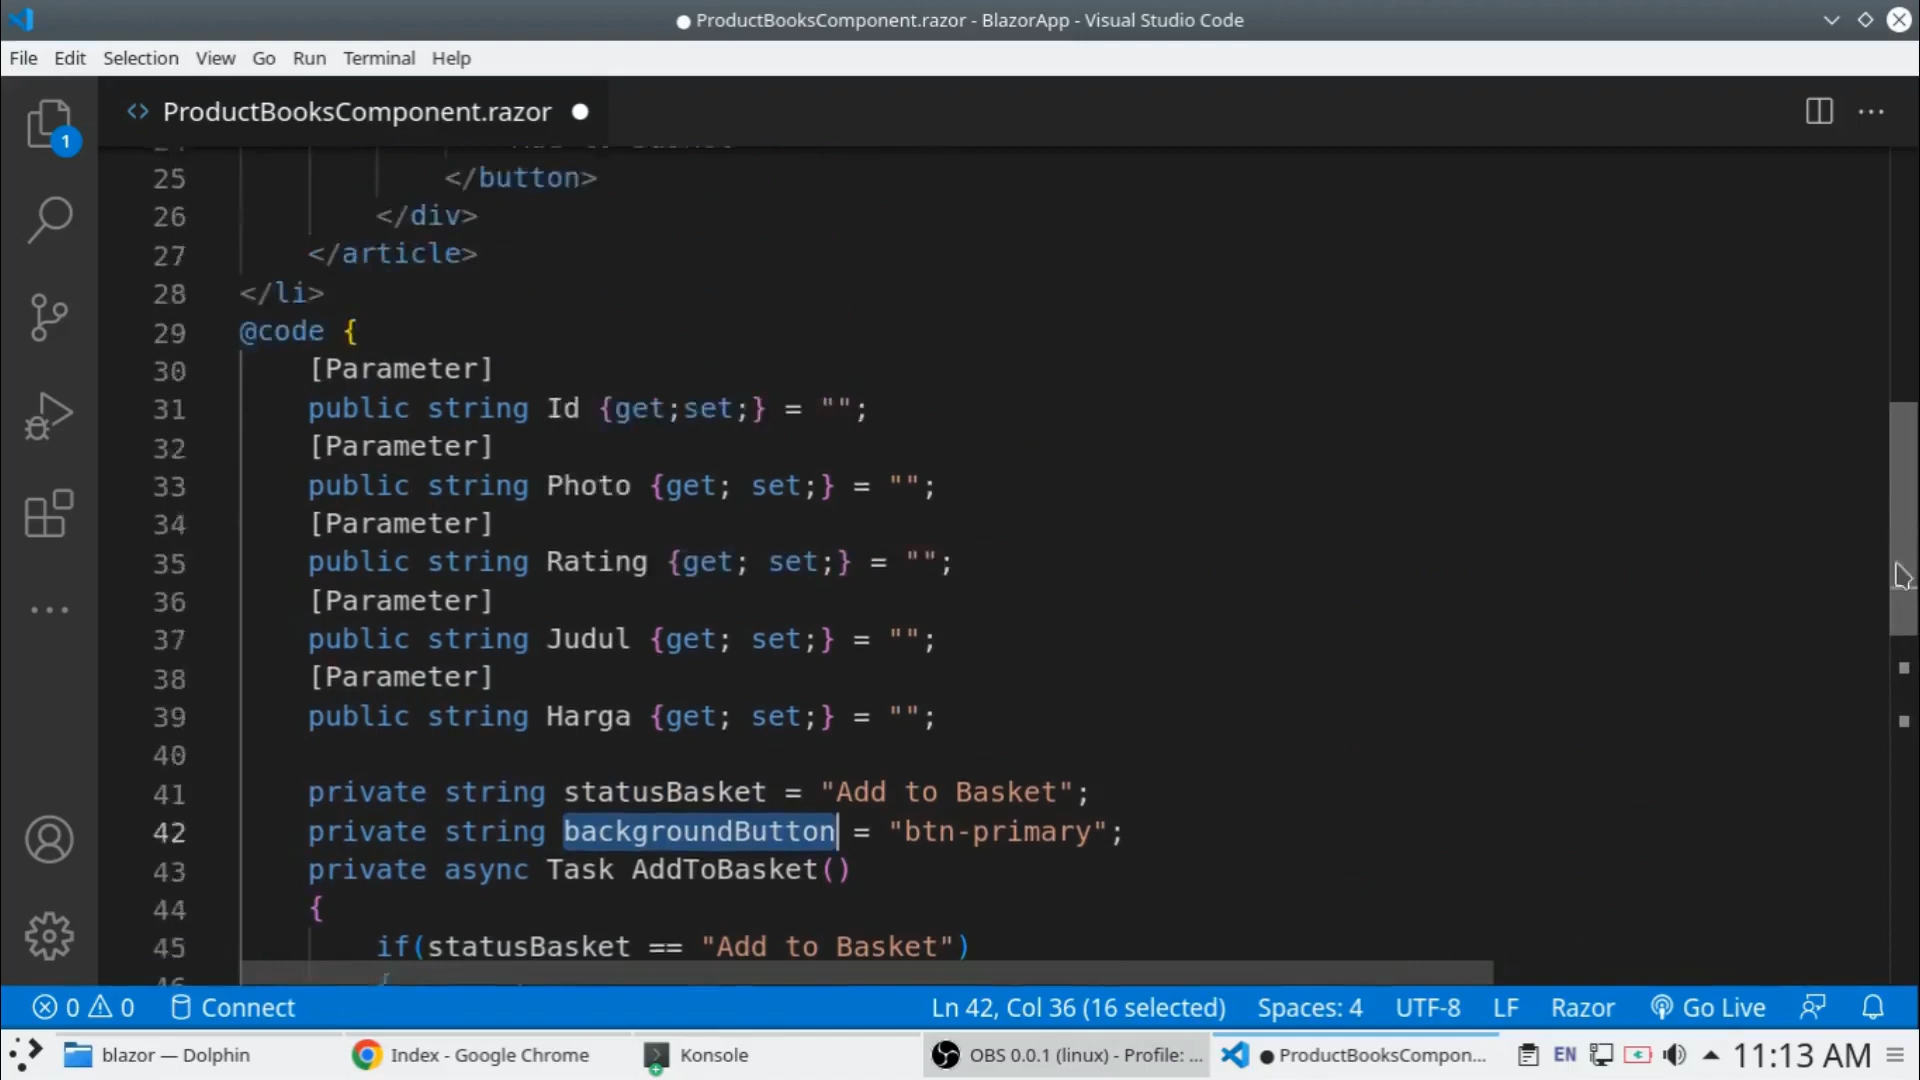 ProductBooksComponent.razor - BlazorApp - Visual Studio Code
File Edit Selection View Go Run Terminal Help
ProductBooksComponent.razor
1
25 </button>
26 </div>
27 </article>
28 </li>
29 @code {
30 [Parameter]
31 public string Id {get;set;} = "";
32 [Parameter]
33 public string Photo {get; set;} = "";
34 [Parameter]
35 public string Rating {get; set;} = "";
36 [Parameter]
37 public string Judul {get; set;} = "";
38 [Parameter]
39 public string Harga {get; set;} = "";
40
41 private string statusBasket = "Add to Basket";
42 private string backgroundButton = "btn-primary";
43 private async Task AddToBasket()
44 {
45 if(statusBasket == "Add to Basket")
0 0 Connect Ln 42, Col 36 (16 selected) Spaces: 4 UTF-8 LF Razor Go Live
blazor — Dolphin Index - Google Chrome Konsole OBS 0.0.1 (linux) - Profile: ... ProductBooksCompon... EN 11:13 AM